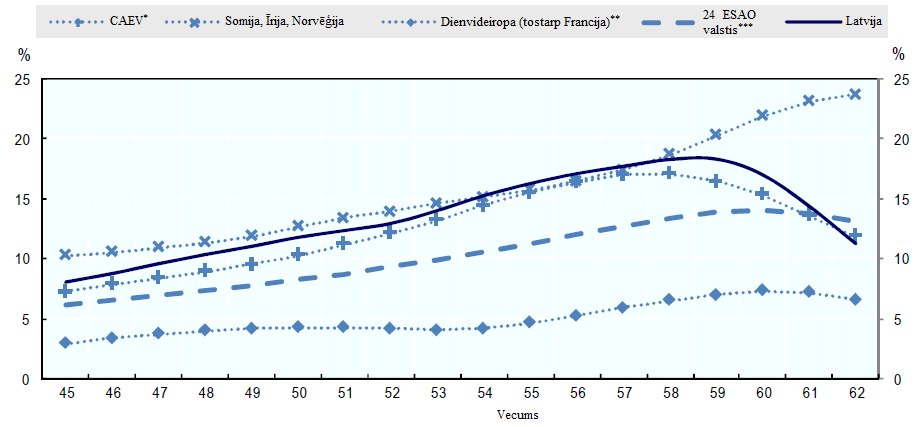 CAEV* Somija, Īrija, Norvēģija Dienvideiropa (tostarp Francija)** 24 ESAO valstis*** Latvija
% %
25 25
20 20
15 15
10 10
5 5
0 0
45 46 47 48 49 50 51 52 53 54 55 56 57 58 59 60 61 62
Vecums